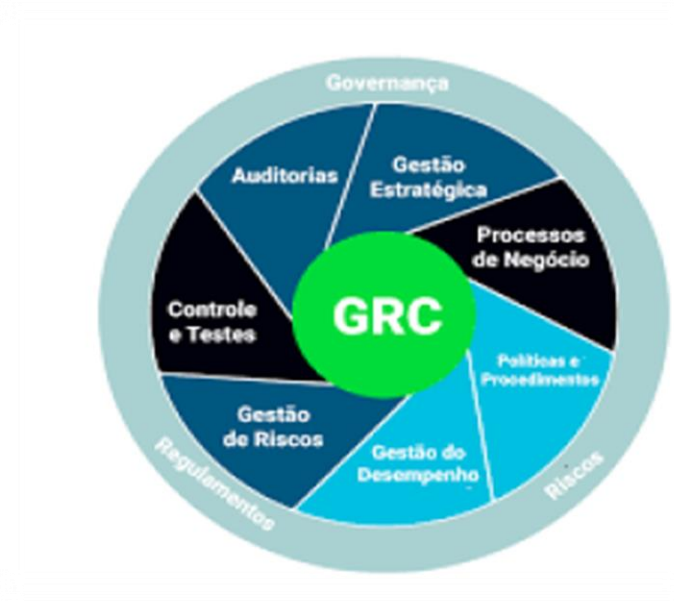 Governança
Auditorias
Gestão
Estratégica
Processos
de Negócio
GRC
Controle
e Testes
Políticas e
Procedimentos
Gestão
de Riscos
Gestão do
Desempenho
Regulamentos
Riscos